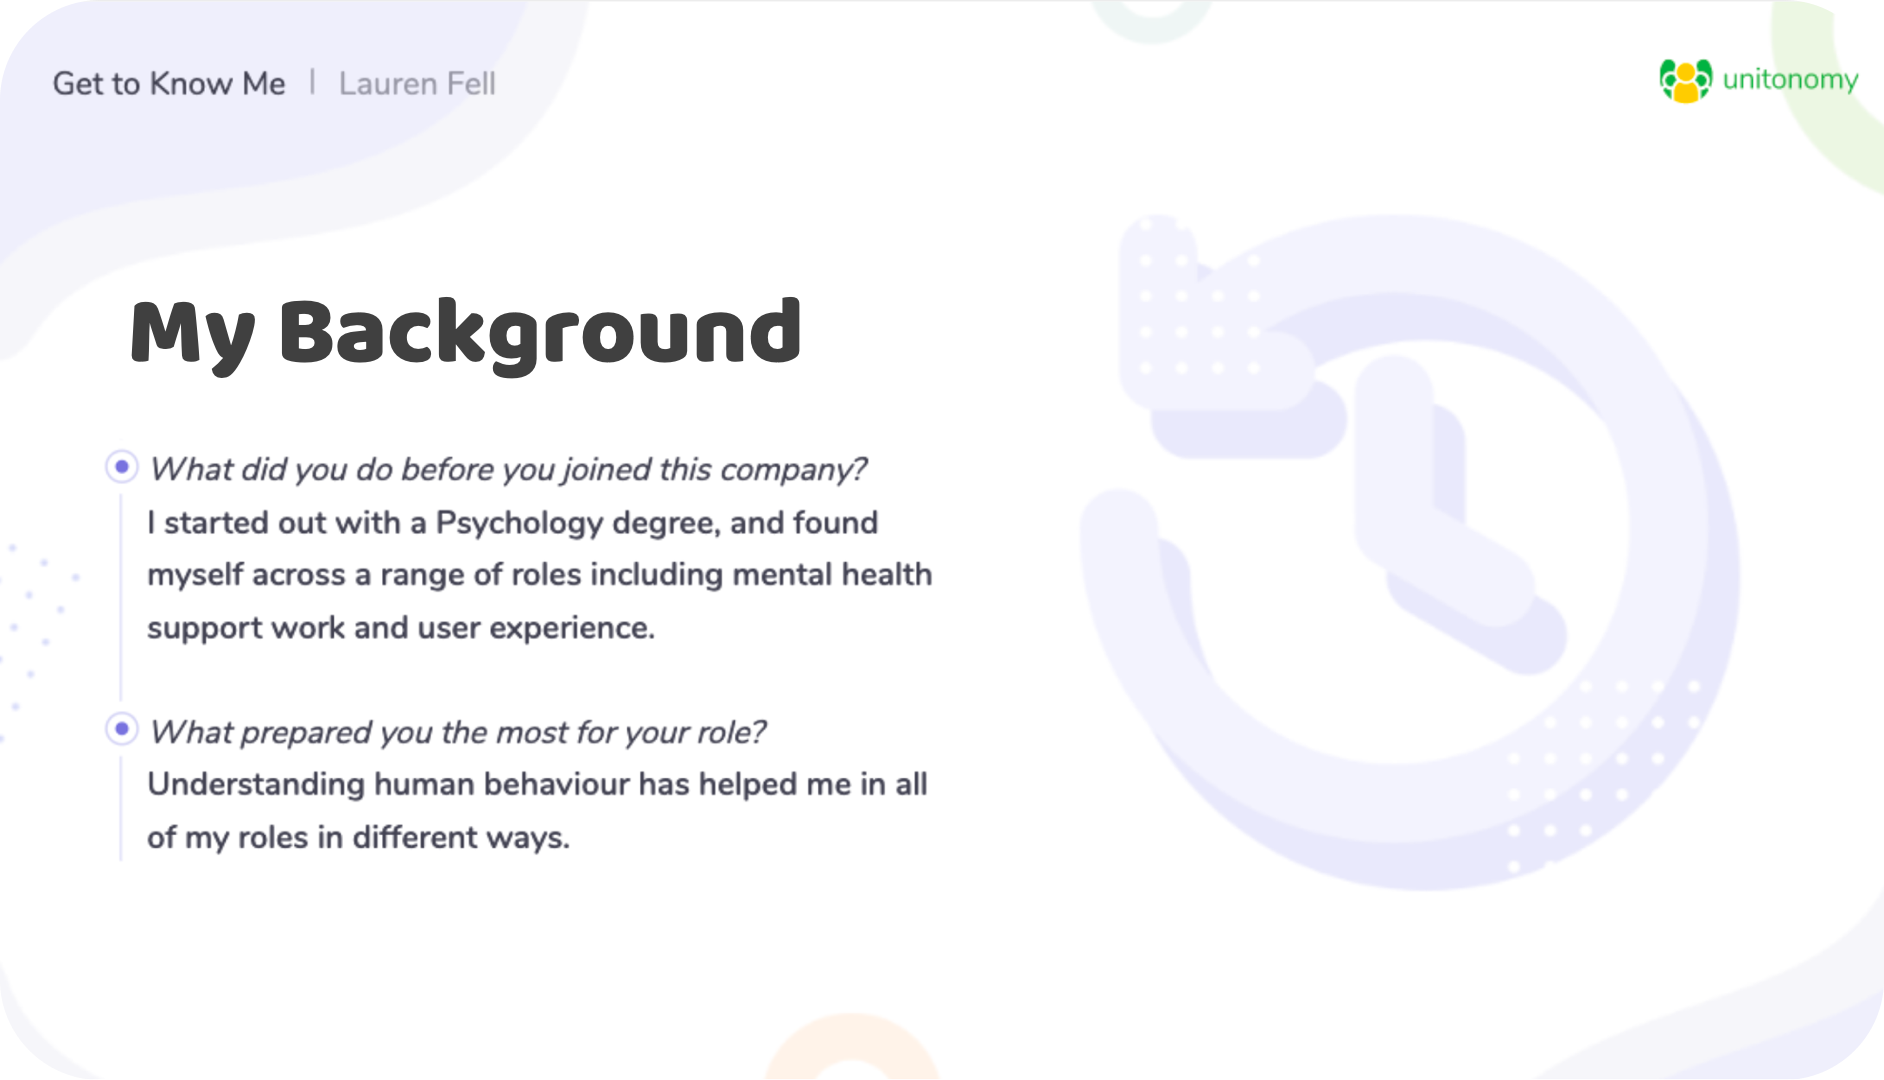 Get to Know Me | Lauren Fell
unitonomy
My Background
What did you do before you joined this company?
I started out with a Psychology degree, and found
myself across a range of roles including mental health
support work and user experience.
What prepared you the most for your role?
Understanding human behaviour has helped me in all
of my roles in different ways.